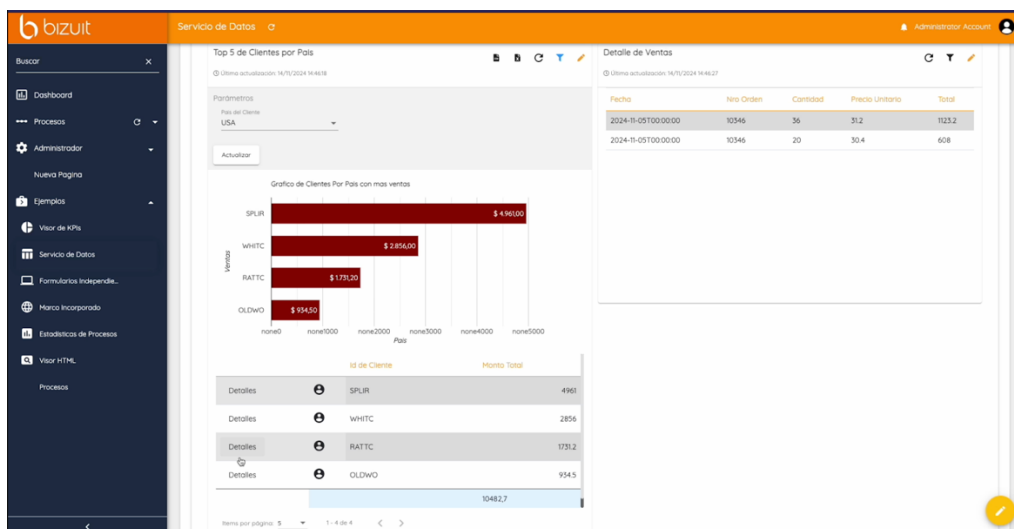 bizuit
Servicio de Datos
Administrator Account
Buscar
Dashboard
Procesos
Administrador
Nueva Pagina
Ejemplos
Visor de KPIs
Servicio de Datos
Formularios Independie...
Marco Incorporado
Estadísticas de Procesos
Visor HTML
Procesos
Top 5 de Clientes por Pais
Última actualización: 14/11/2024 14:46:18
Parámetros
Pais del Cliente
USA
Actualizar
Grafico de Clientes Por Pais con mas ventas
Ventas
SPLIR $ 4.961,00
WHITC $ 2.856,00
RATTC $ 1.731,20
OLDWO $ 934,50
none0 none1000 none2000 none3000 none4000 none5000
Pais
Id de Cliente Monto Total
Detalles SPLIR 4961
Detalles WHITC 2856
Detalles RATTC 1731.2
Detalles OLDWO 934.5
10482,7
Items por página: 5 1 - 4 de 4
Detalle de Ventas
Última actualización: 14/11/2024 14:46:27
Fecha Nro Orden Cantidad Precio Unitario Total
2024-11-05T00:00:00 10346 36 31.2 1123.2
2024-11-05T00:00:00 10346 20 30.4 608